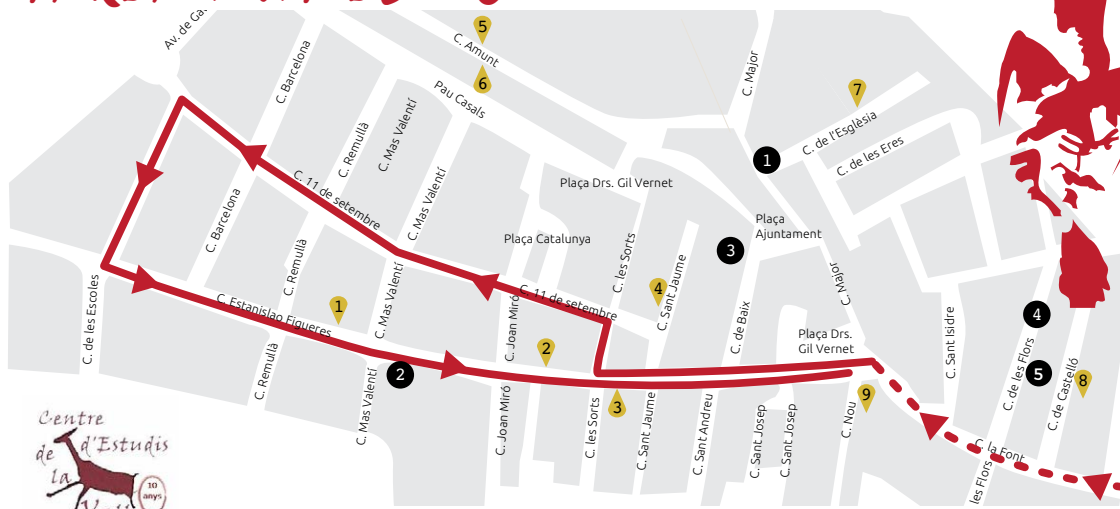 Av. de
C. Barcelona
C. Amunt
5
6
Pau Casals
C. Major
7
C. de l'Església
C. de les Eres
1
C. Remullà
C. Mas Valentí
C. 11 de setembre
C. Mas Valentí
Plaça Drs. Gil Vernet
C. Barcelona
Plaça Catalunya
Plaça
Ajuntament
3
C. les Sorts
4
C. Sant Jaume
C. Remullà
C. Mas Valentí
C. Major
C. de les Escoles
C. Estanislao Figueres
1
C. Joan Miró
C. 11 de setembre
C. de Baix
Plaça Drs.
Gil Vernet
C. Sant Isidre
4
C. de les Flors
5
C. de Castelló
8
C. Remullà
C. Mas Valentí
2
C. Joan Miró
2
C. les Sorts
3
C. Sant Jaume
C. Sant Andreu
C. Sant Josep
C. Sant Josep
C. Nou
9
C. la Font
les Flors
Centre
d'Estudis
de
la
10
anys